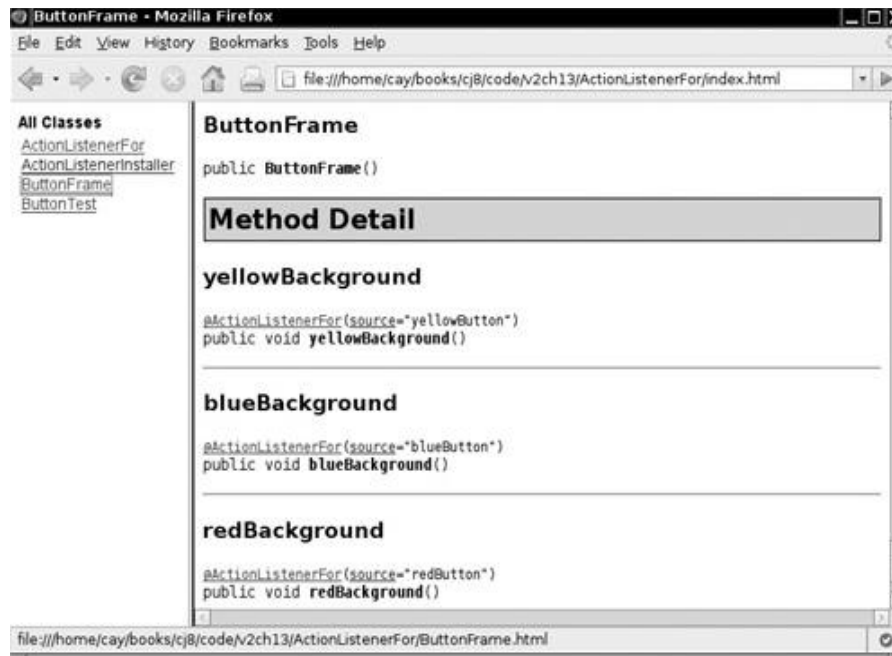 ButtonFrame - Mozilla Firefox
File Edit View History Bookmarks Tools Help
file:///home/cay/books/cj8/code/v2ch13/ActionListenerFor/index.html
All Classes
ActionListenerFor
ActionListenerInstaller
ButtonFrame
ButtonTest
ButtonFrame
public ButtonFrame()
Method Detail
yellowBackground
@ActionListenerFor(source="yellowButton")
public void yellowBackground()
blueBackground
@ActionListenerFor(source="blueButton")
public void blueBackground()
redBackground
@ActionListenerFor(source="redButton")
public void redBackground()
file:///home/cay/books/cj8/code/v2ch13/ActionListenerFor/ButtonFrame.html